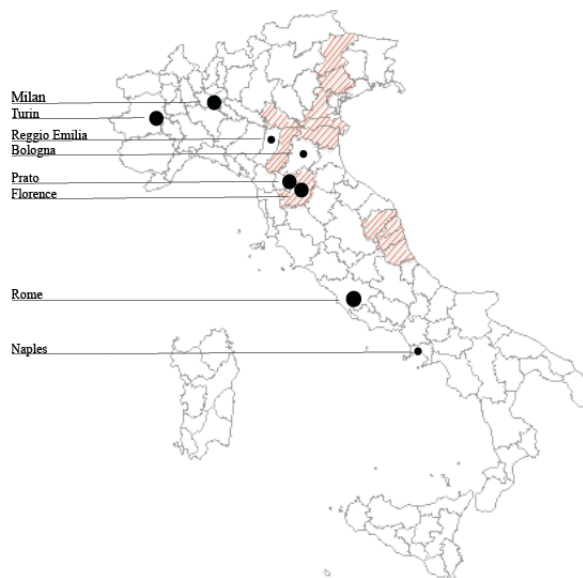 Milan
Turin
Reggio Emilia
Bologna
Prato
Florence
Rome
Naples